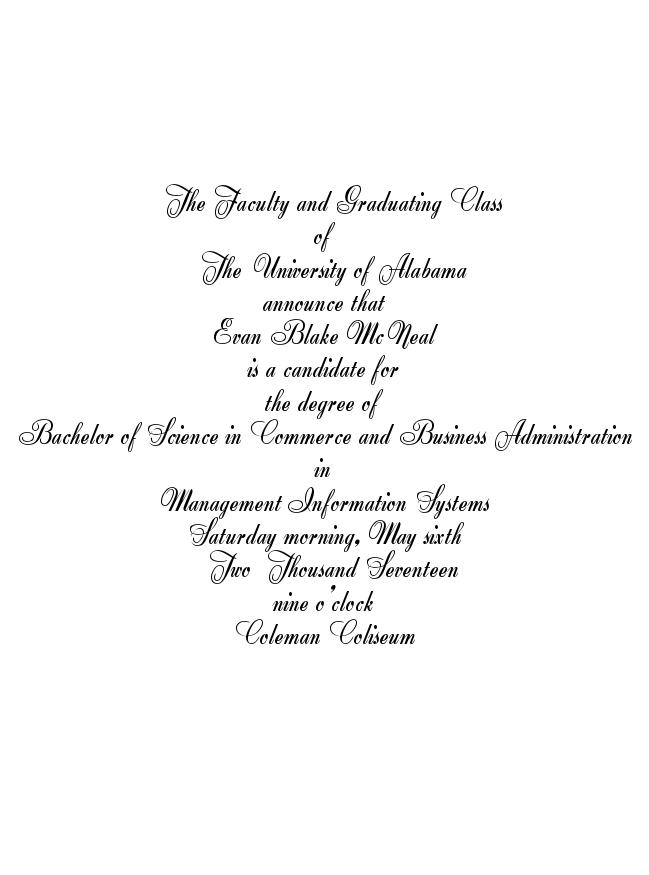 The Faculty and Graduating Class
of
The University of Alabama
announce that
Evan Blake McNeal
is a candidate for
the degree of
Bachelor of Science in Commerce and Business Administration
in
Management Information Systems
Saturday morning, May sixth
Two Thousand Seventeen
nine o'clock
Coleman Coliseum